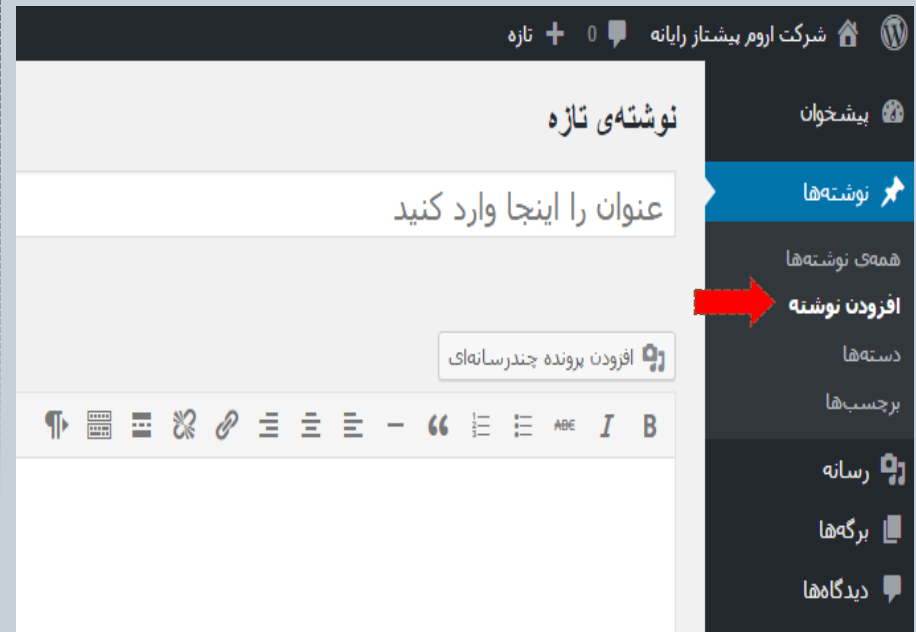 شرکت اروم پیشتاز رایانه 0 تازه
پیشخوان
نوشته‌ها
همه‌ی نوشته‌ها
افزودن نوشته
دسته‌ها
برچسب‌ها
رسانه
برگه‌ها
دیدگاه‌ها
نوشته‌ی تازه
عنوان را اینجا وارد کنید
افزودن پرونده چندرسانه‌ای
B I ABE